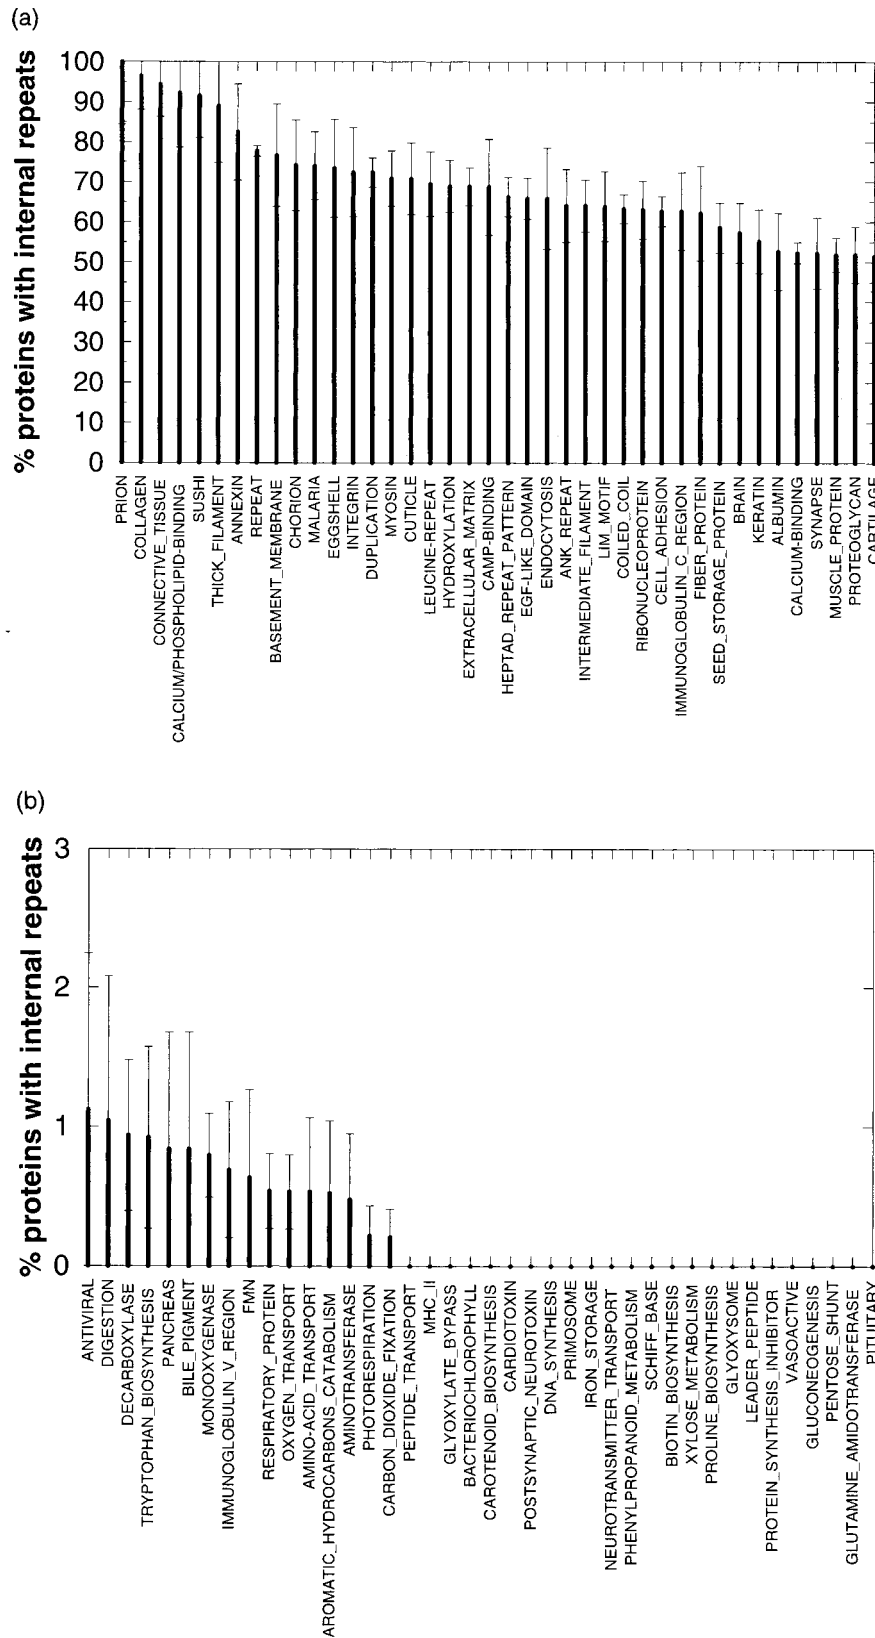 (a)
% proteins with internal repeats
100
90
80
70
60
50
40
30
20
10
0
PRION
COLLAGEN
CONNECTIVE_TISSUE
CALCIUM/PHOSPHOLIPID-BINDING
SUSHI
THICK_FILAMENT
ANNEXIN
REPEAT
BASEMENT_MEMBRANE
CHORION
MALARIA
EGGSHELL
INTEGRIN
DUPLICATION
MYOSIN
CUTICLE
LEUCINE-REPEAT
HYDROXYLATION
EXTRACELLULAR_MATRIX
CAMP-BINDING
HEPTAD_REPEAT_PATTERN
EGF-LIKE_DOMAIN
ENDOCYTOSIS
ANK_REPEAT
INTERMEDIATE_FILAMENT
LIM_MOTIF
COILED_COIL
RIBONUCLEOPROTEIN
CELL_ADHESION
IMMUNOGLOBULIN_C_REGION
FIBER_PROTEIN
SEED_STORAGE_PROTEIN
BRAIN
KERATIN
ALBUMIN
CALCIUM-BINDING
SYNAPSE
MUSCLE_PROTEIN
PROTEOGLYCAN
CARTILAGE
(b)
% proteins with internal repeats
3
2
1
0
ANTIVIRAL
DIGESTION
DECARBOXYLASE
TRYPTOPHAN_BIOSYNTHESIS
PANCREAS
BILE_PIGMENT
MONOOXYGENASE
IMMUNOGLOBULIN_V_REGION
FMN
RESPIRATORY_PROTEIN
OXYGEN_TRANSPORT
AMINO-ACID_TRANSPORT
AROMATIC_HYDROCARBONS_CATABOLISM
AMINOTRANSFERASE
PHOTORESPIRATION
CARBON_DIOXIDE_FIXATION
PEPTIDE_TRANSPORT
MHC_II
GLYOXYLATE_BYPASS
BACTERIOCHLOROPHYLL
CAROTENOID_BIOSYNTHESIS
CARDIOTOXIN
POSTSYNAPTIC_NEUROTOXIN
DNA_SYNTHESIS
PRIMOSOME
IRON_STORAGE
NEUROTRANSMITTER_TRANSPORT
PHENYLPROPANOID_METABOLISM
SCHIFF_BASE
BIOTIN_BIOSYNTHESIS
XYLOSE_METABOLISM
PROLINE_BIOSYNTHESIS
GLYOXYSOME
LEADER_PEPTIDE
PROTEIN_SYNTHESIS_INHIBITOR
VASOACTIVE
GLUCONEOGENESIS
PENTOSE_SHUNT
GLUTAMINE_AMIDOTRANSFERASE
PITUITARY